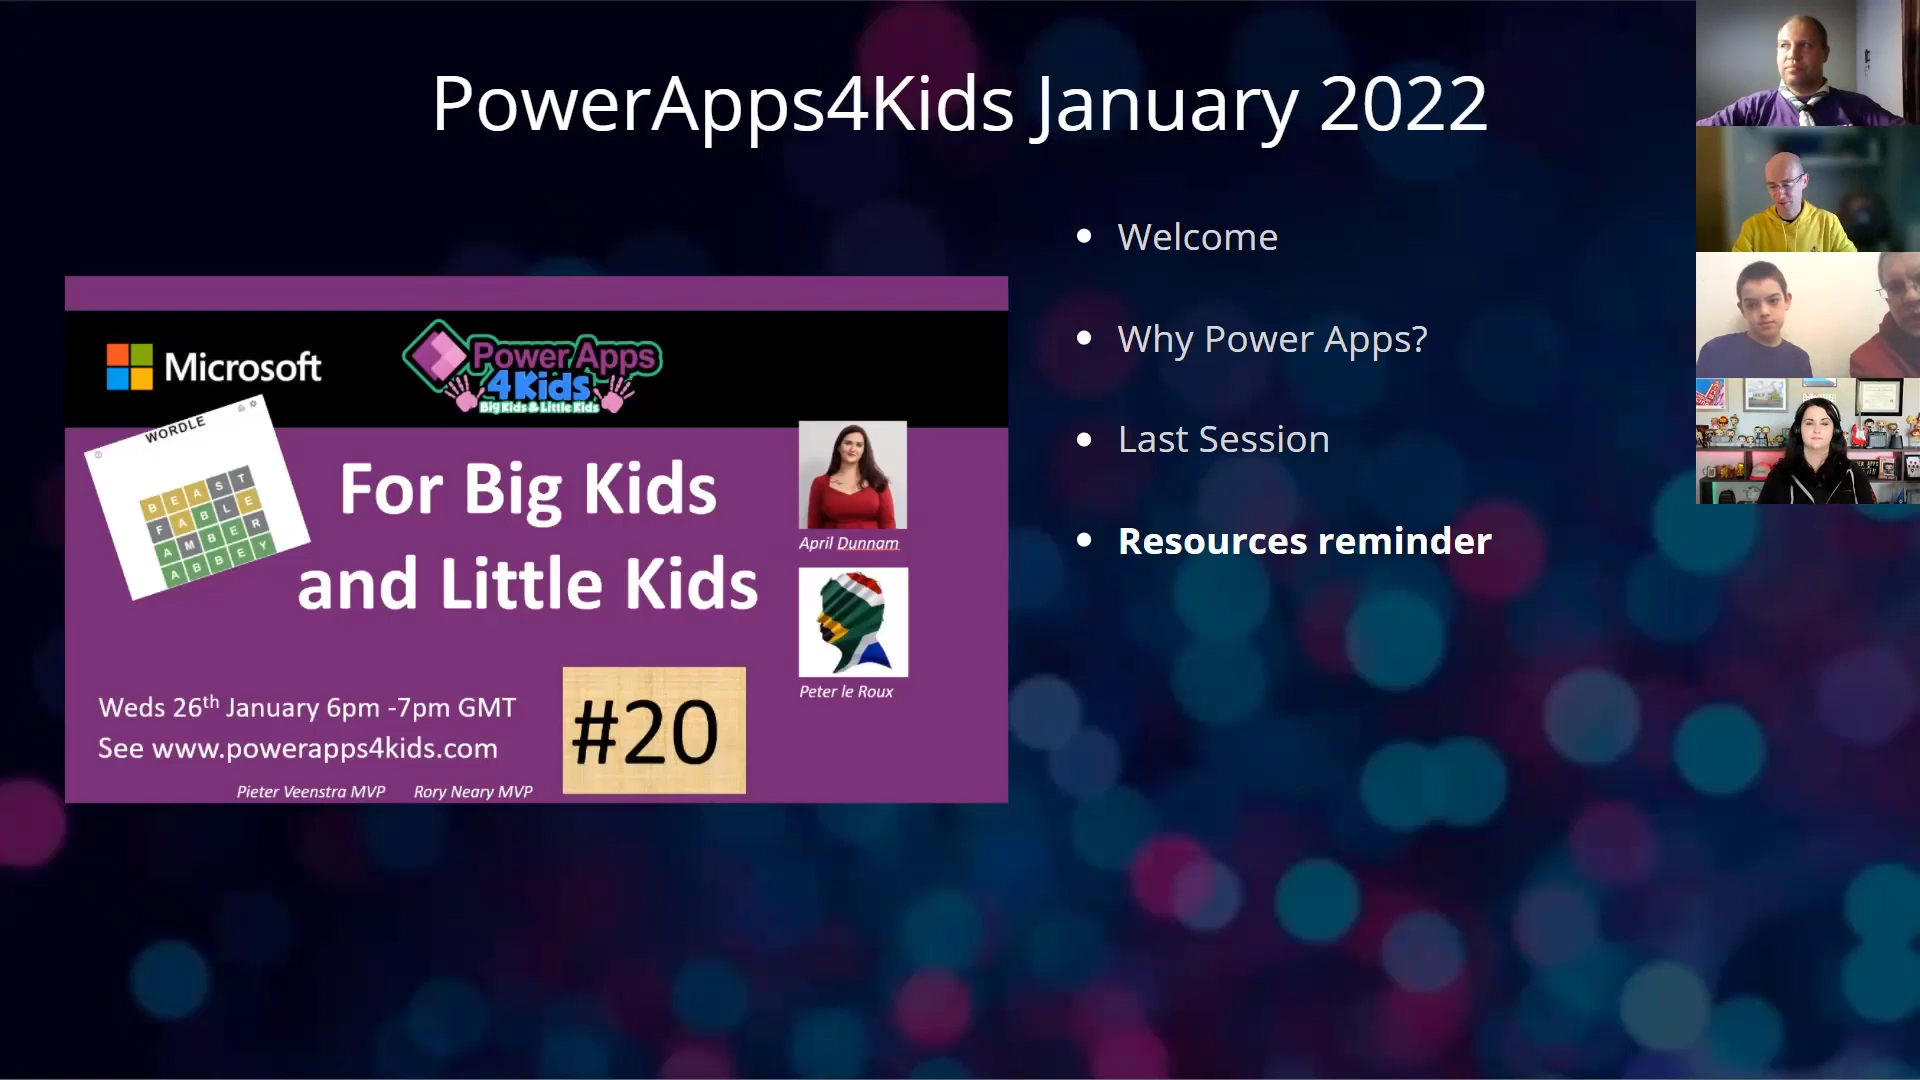 PowerApps4Kids January 2022
Microsoft
Power Apps
4Kids
Big Kids & Little Kids
WORDLE
B E A S T
F A B L E
A M B E R
A B B E Y
For Big Kids
and Little Kids
April Dunnam
Peter le Roux
Weds 26th January 6pm -7pm GMT
See www.powerapps4kids.com
#20
Pieter Veenstra MVP Rory Neary MVP
• Welcome
• Why Power Apps?
• Last Session
• Resources reminder